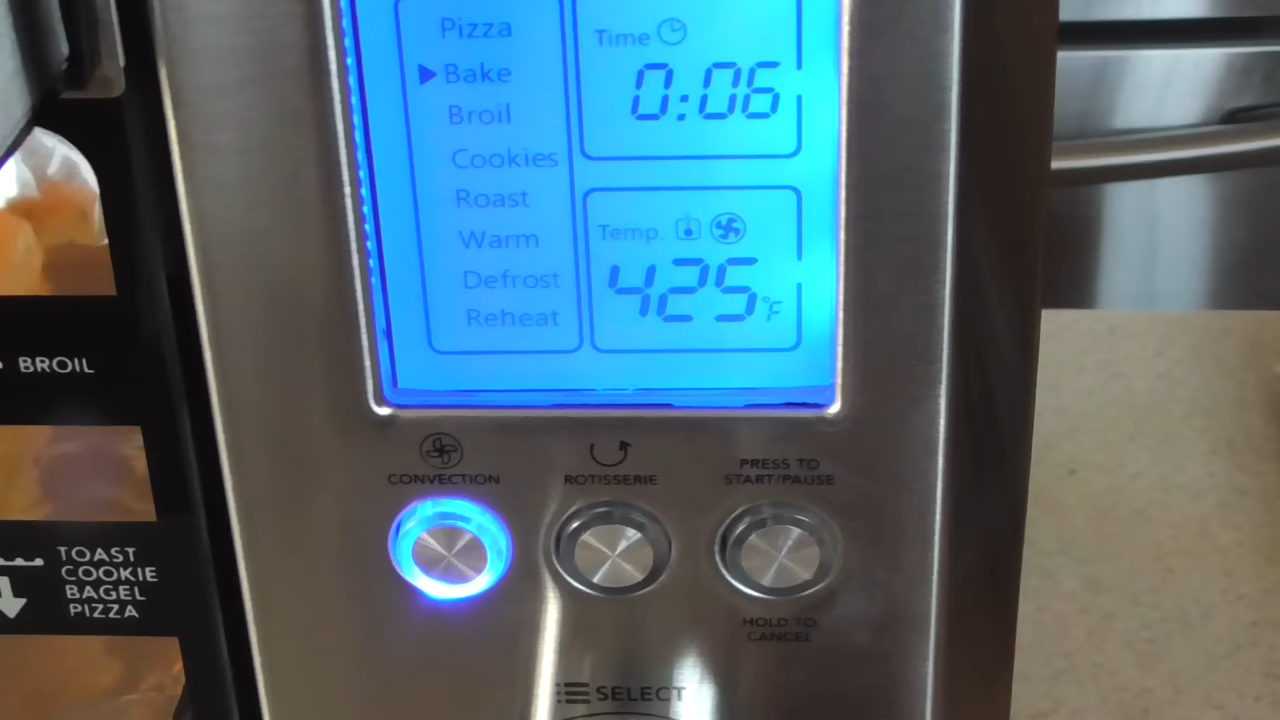 Pizza
Bake
Broil
Cookies
Roast
Warm
Defrost
Reheat
Time
0:06
Temp.
425°F
BROIL
TOAST
COOKIE
BAGEL
PIZZA
CONVECTION
ROTISSERIE
PRESS TO
START/PAUSE
HOLD TO
CANCEL
SELECT